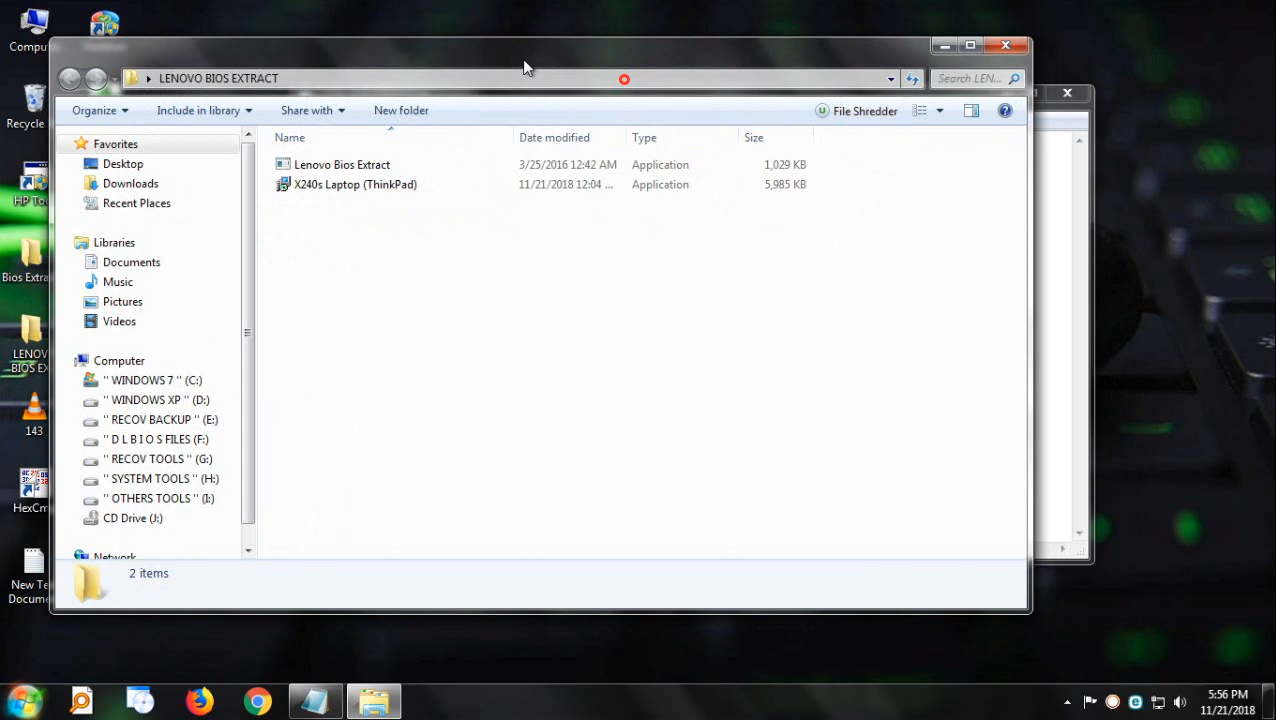 Compu
LENOVO BIOS EXTRACT
Search LEN...
Organize
Include in library
Share with
New folder
File Shredder
Name
Date modified
Type
Size
Favorites
Desktop
Downloads
Recent Places
Libraries
Documents
Music
Pictures
Videos
Computer
" WINDOWS 7 " (C:)
" WINDOWS XP " (D:)
" RECOV BACKUP " (E:)
" D L B I O S FILES (F:)
" RECOV TOOLS " (G:)
" SYSTEM TOOLS " (H:)
" OTHERS TOOLS " (I:)
CD Drive (J:)
Network
Lenovo Bios Extract 3/25/2016 12:42 AM Application 1,029 KB
X240s Laptop (ThinkPad) 11/21/2018 12:04 ... Application 5,985 KB
2 items
Recycle
HP Too
Bios Extra
LENOV
BIOS EX
143
HexCm
New Te
Docume
5:56 PM
11/21/2018